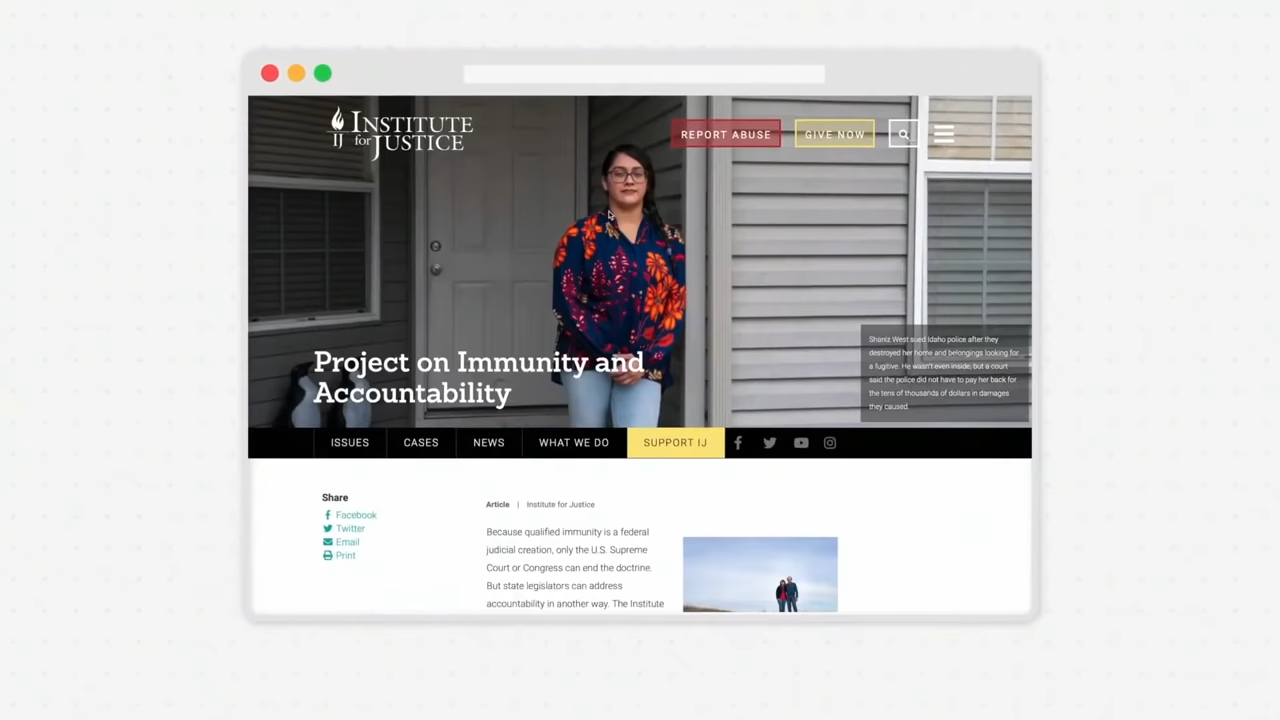 INSTITUTE
IJ for JUSTICE
REPORT ABUSE
GIVE NOW
Shaniz West sued Idaho police after they
destroyed her home and belongings looking for
a fugitive. He wasn't even inside, but a court
said the police did not have to pay her back for
the tens of thousands of dollars in damages
they caused.
Project on Immunity and
Accountability
ISSUES
CASES
NEWS
WHAT WE DO
SUPPORT IJ
Share
Facebook
Twitter
Email
Print
Article | Institute for Justice
Because qualified immunity is a federal
judicial creation, only the U.S. Supreme
Court or Congress can end the doctrine.
But state legislators can address
accountability in another way. The Institute